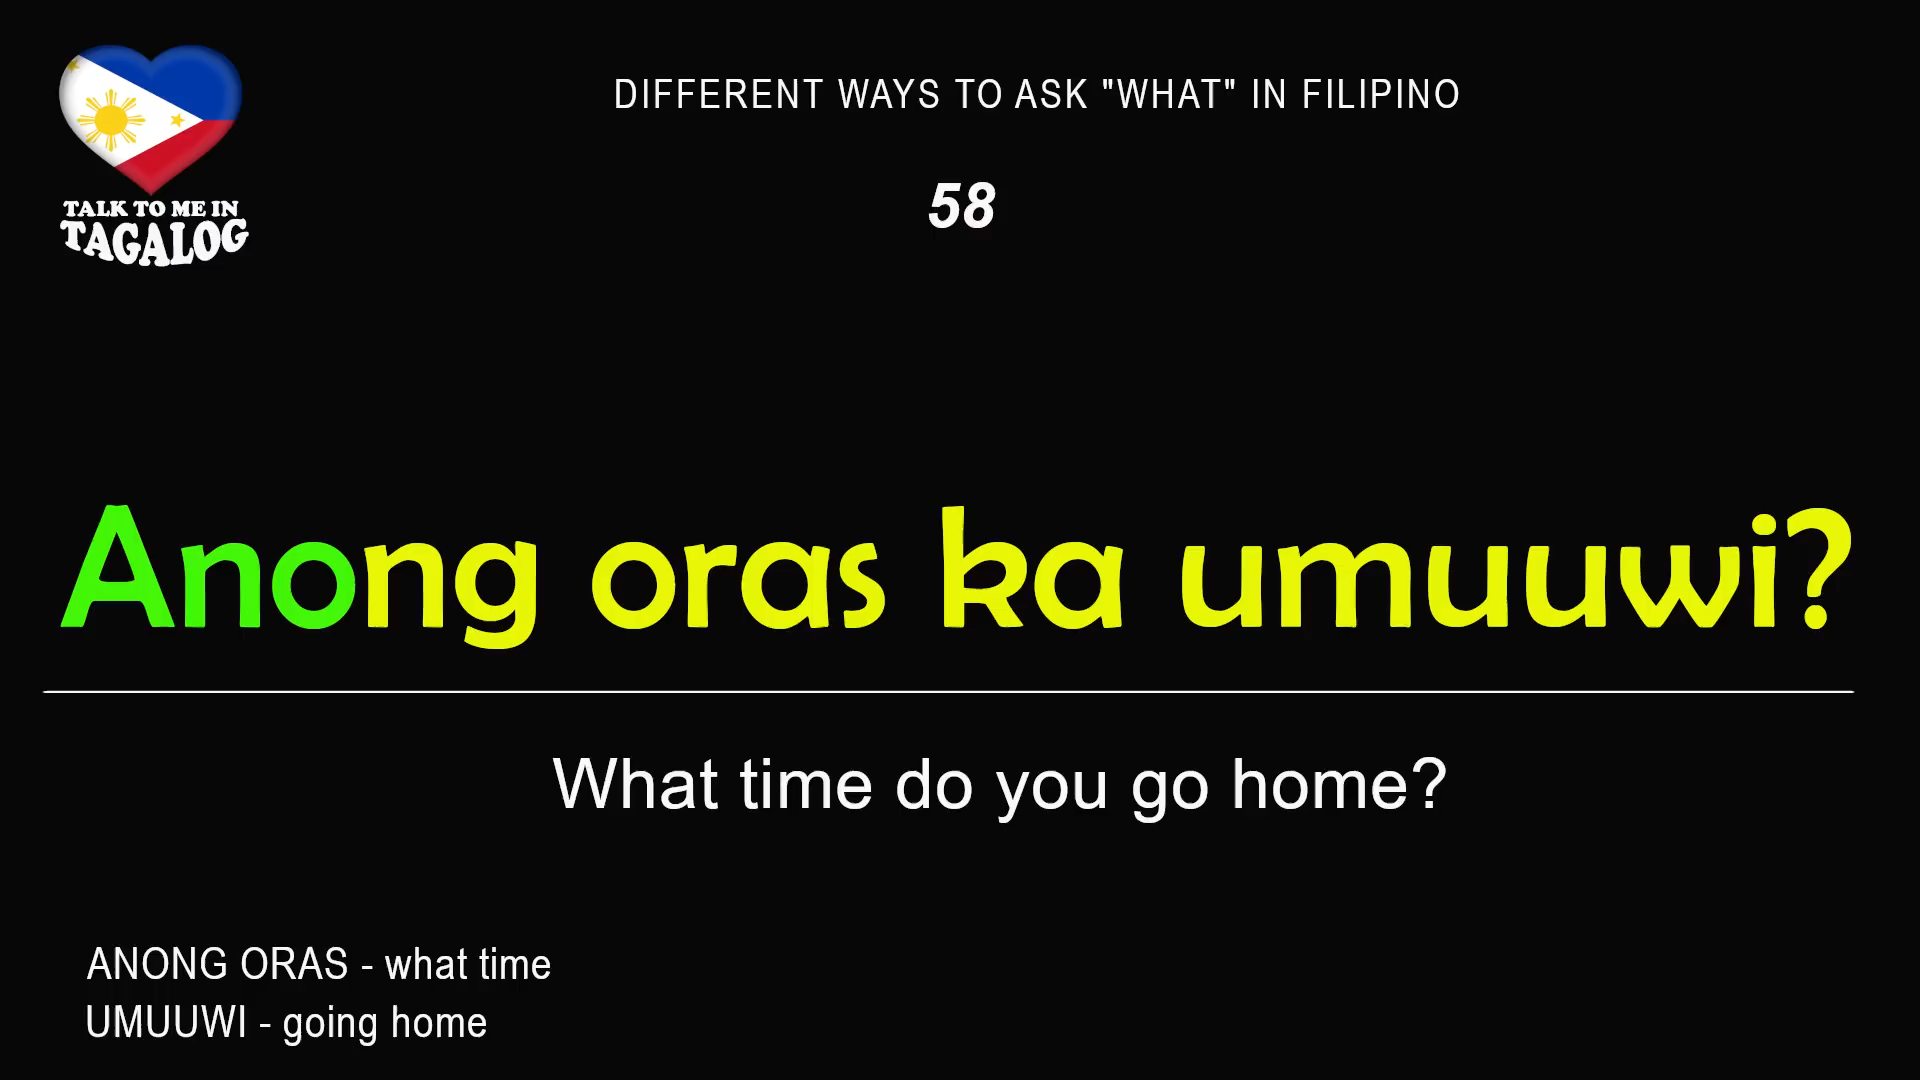 TALK TO ME IN
TAGALOG
DIFFERENT WAYS TO ASK "WHAT" IN FILIPINO
58
Anong oras ka umuuwi?
What time do you go home?
ANONG ORAS - what time
UMUUWI - going home